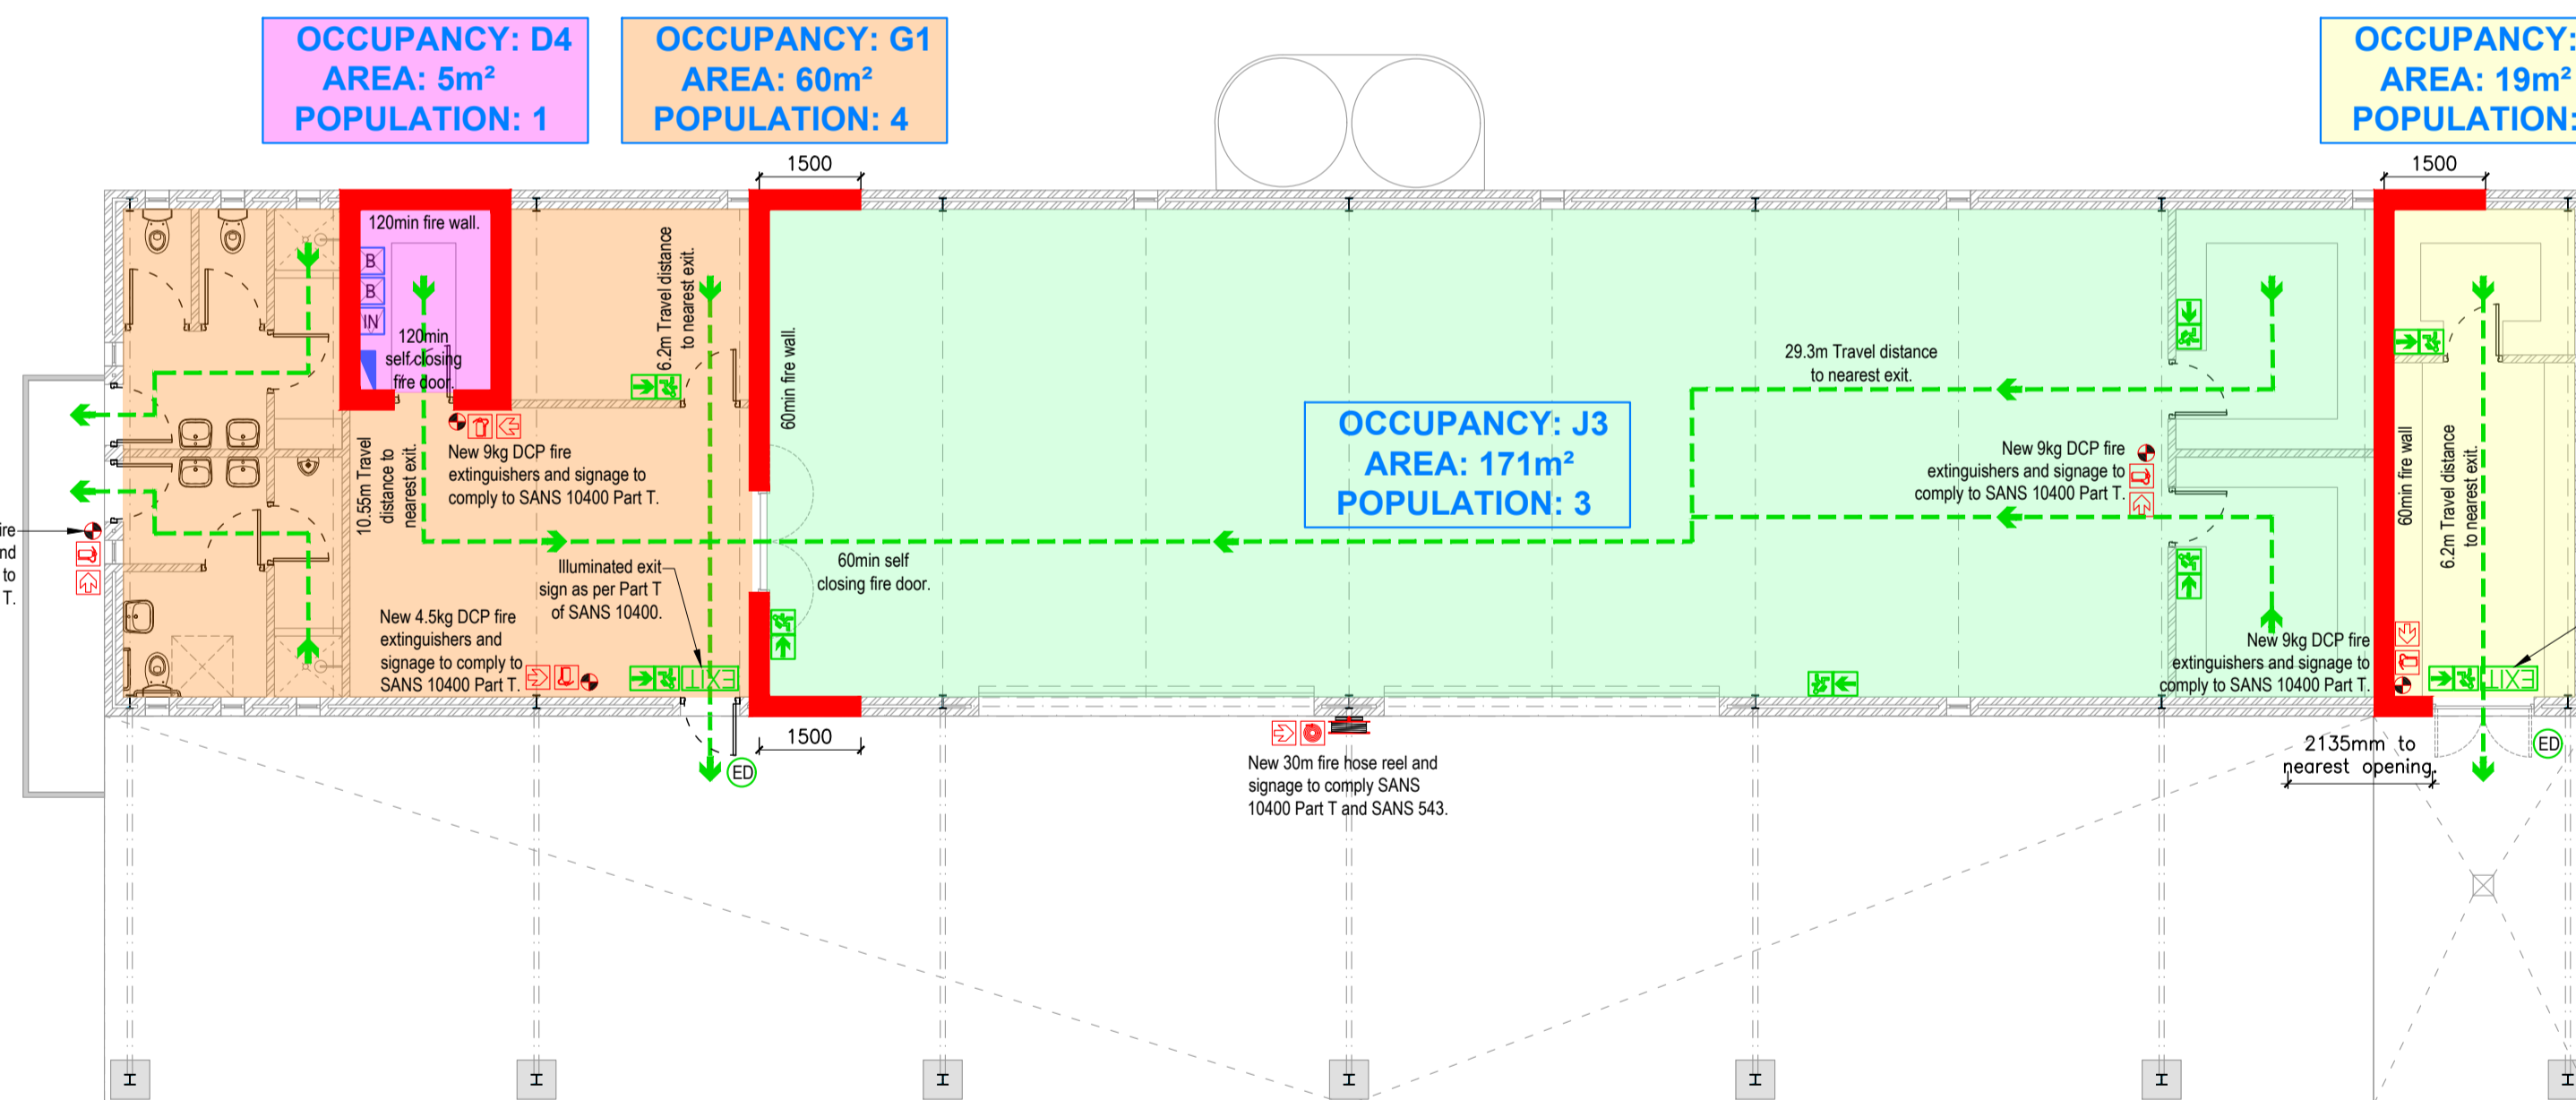 OCCUPANCY: D4
AREA: 5m²
POPULATION: 1
OCCUPANCY: G1
AREA: 60m²
POPULATION: 4
OCCUPANCY:
AREA: 19m²
POPULATION:
1500
1500
120min fire wall.
B
B
IN
120min
self closing
fire door.
6.2m Travel distance
to nearest exit.
60min fire wall.
29.3m Travel distance
to nearest exit.
OCCUPANCY: J3
AREA: 171m²
POPULATION: 3
10.55m Travel
distance to
nearest exit.
New 9kg DCP fire
extinguishers and signage to
comply to SANS 10400 Part T.
New 9kg DCP fire
extinguishers and signage to
comply to SANS 10400 Part T.
60min fire wall
6.2m Travel distance
to nearest exit.
ire
nd
to
T.
Illuminated exit
sign as per Part T
of SANS 10400.
60min self
closing fire door.
New 4.5kg DCP fire
extinguishers and
signage to comply to
SANS 10400 Part T.
EXIT
New 9kg DCP fire
extinguishers and signage to
comply to SANS 10400 Part T.
EXIT
1500
ED
New 30m fire hose reel and
signage to comply SANS
10400 Part T and SANS 543.
2135mm to
nearest opening.
ED